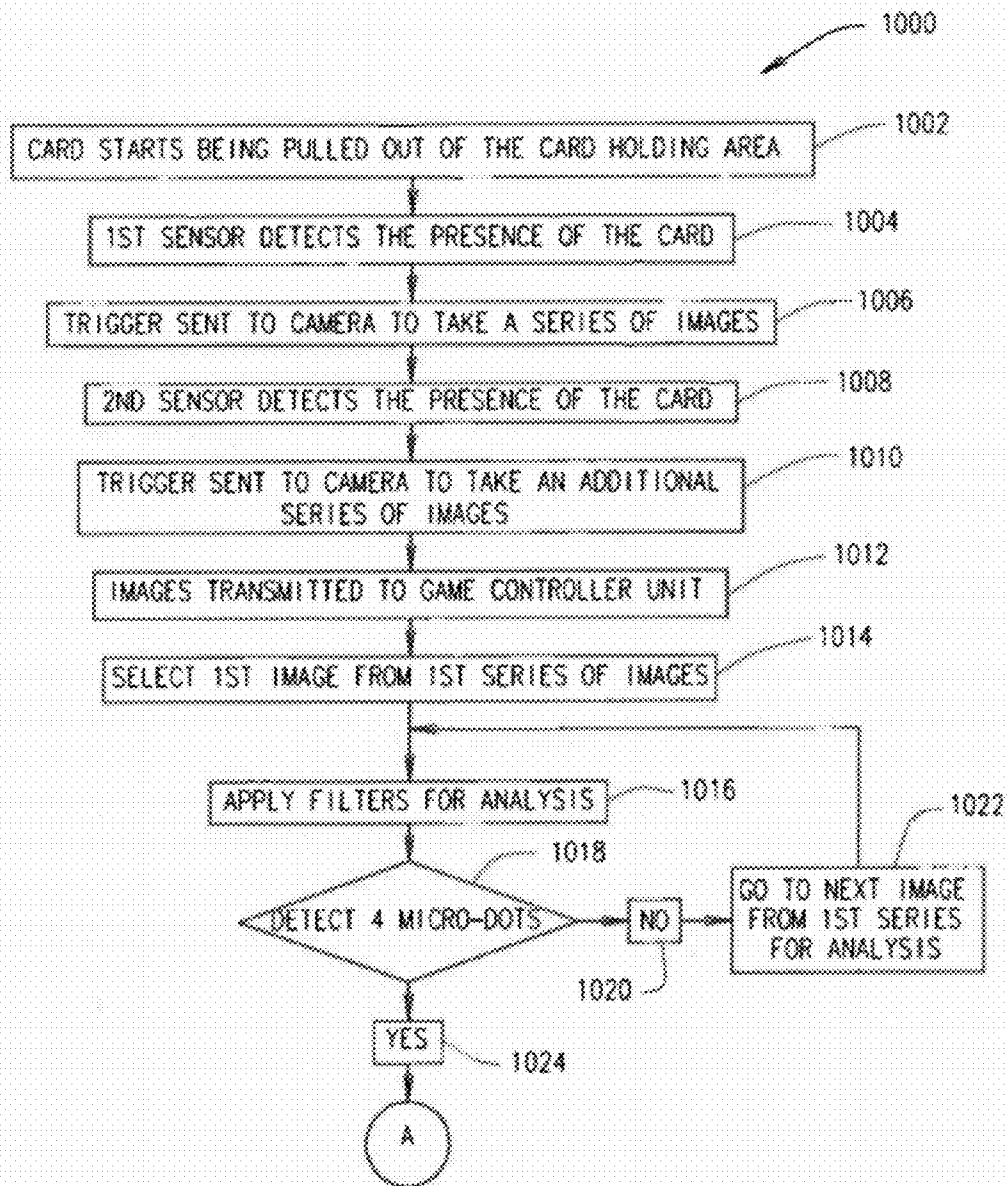 1000
CARD STARTS BEING PULLED OUT OF THE CARD HOLDING AREA
1002
1ST SENSOR DETECTS THE PRESENCE OF THE CARD
1004
TRIGGER SENT TO CAMERA TO TAKE A SERIES OF IMAGES
1006
2ND SENSOR DETECTS THE PRESENCE OF THE CARD
1008
TRIGGER SENT TO CAMERA TO TAKE AN ADDITIONAL
SERIES OF IMAGES
1010
IMAGES TRANSMITTED TO GAME CONTROLLER UNIT
1012
SELECT 1ST IMAGE FROM 1ST SERIES OF IMAGES
1014
APPLY FILTERS FOR ANALYSIS
1016
DETECT 4 MICRO-DOTS
1018
NO
1020
GO TO NEXT IMAGE
FROM 1ST SERIES
FOR ANALYSIS
1022
YES
1024
A